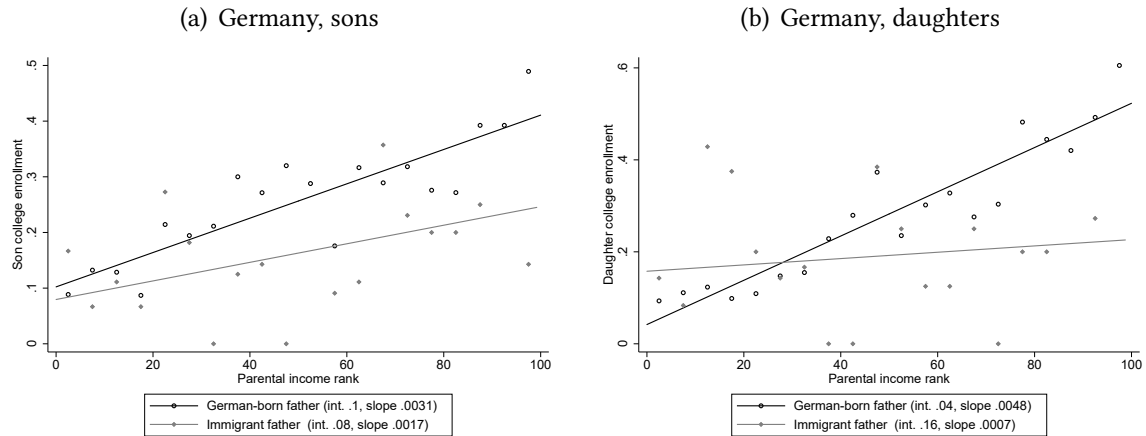 (a) Germany, sons
Son college enrollment
.5
.4
.3
.2
.1
0
0 20 40 60 80 100
Parental income rank
German-born father (int. .1, slope .0031)
Immigrant father (int. .08, slope .0017)
(b) Germany, daughters
Daughter college enrollment
.6
.4
.2
0
0 20 40 60 80 100
Parental income rank
German-born father (int. .04, slope .0048)
Immigrant father (int. .16, slope .0007)